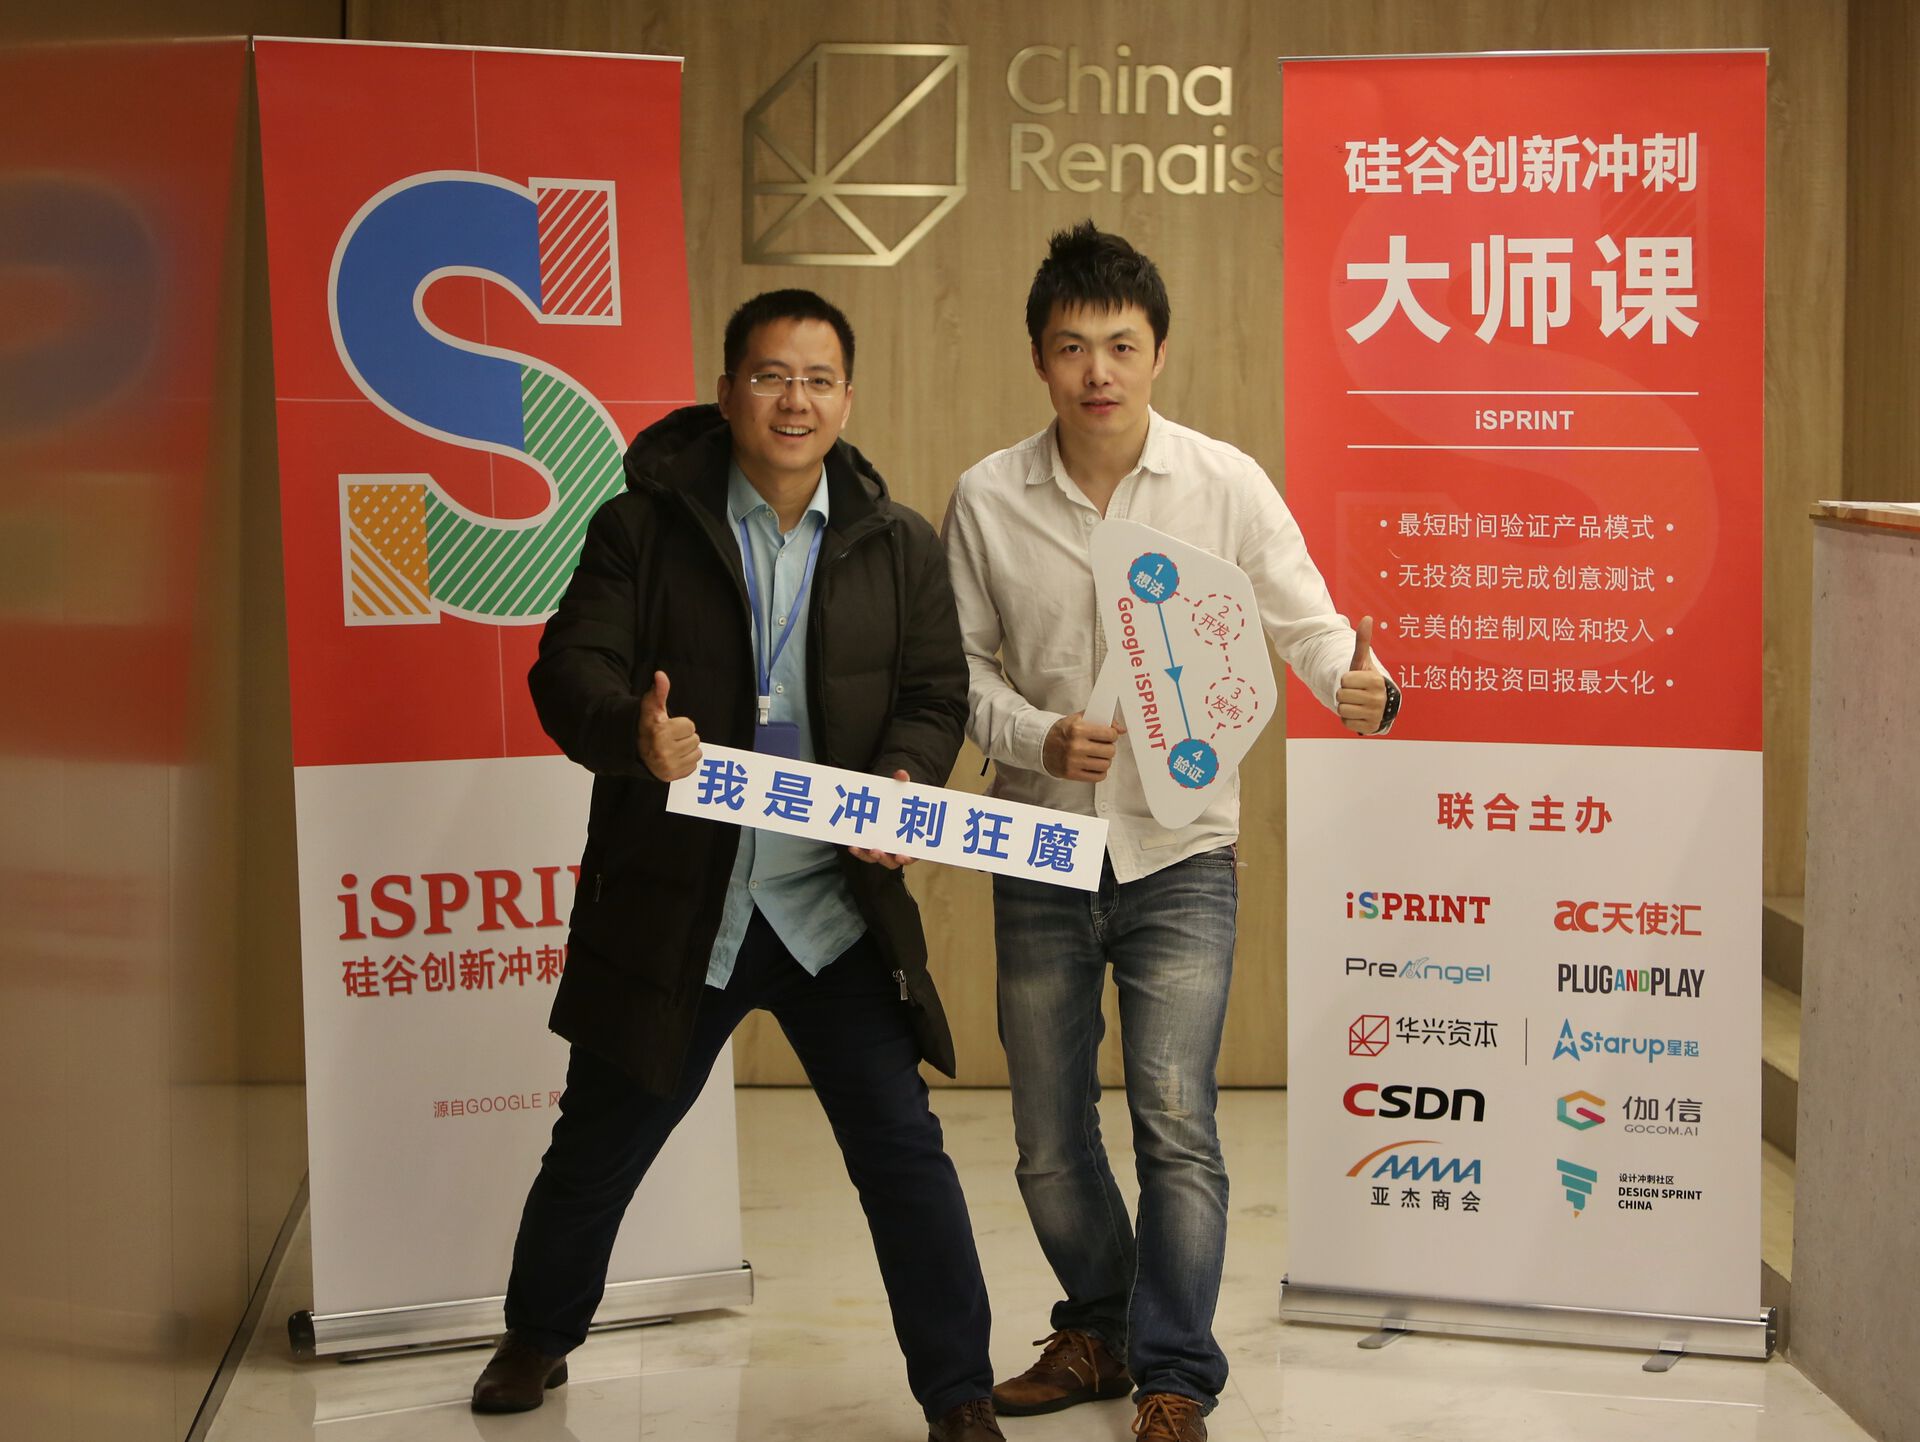 China
Renaiss
硅谷创新冲刺
大师课
iSPRINT
• 最短时间验证产品模式 •
• 无投资即完成创意测试 •
• 完美的控制风险和投入 •
让您的投资回报最大化 •
联合主办
iSPRINT
ac天使汇
PreAngel
PLUGANDPLAY
华兴资本
Starup星起
CSDN
伽信
GOCOM.AI
AAMA
亚杰商会
设计冲刺社区
DESIGN SPRINT
CHINA
S
iSPRI
硅谷创新冲刺
源自GOOGLE 风
我是冲刺狂魔
1
想法
2
开发
3
发布
4
验证
Google iSPRINT